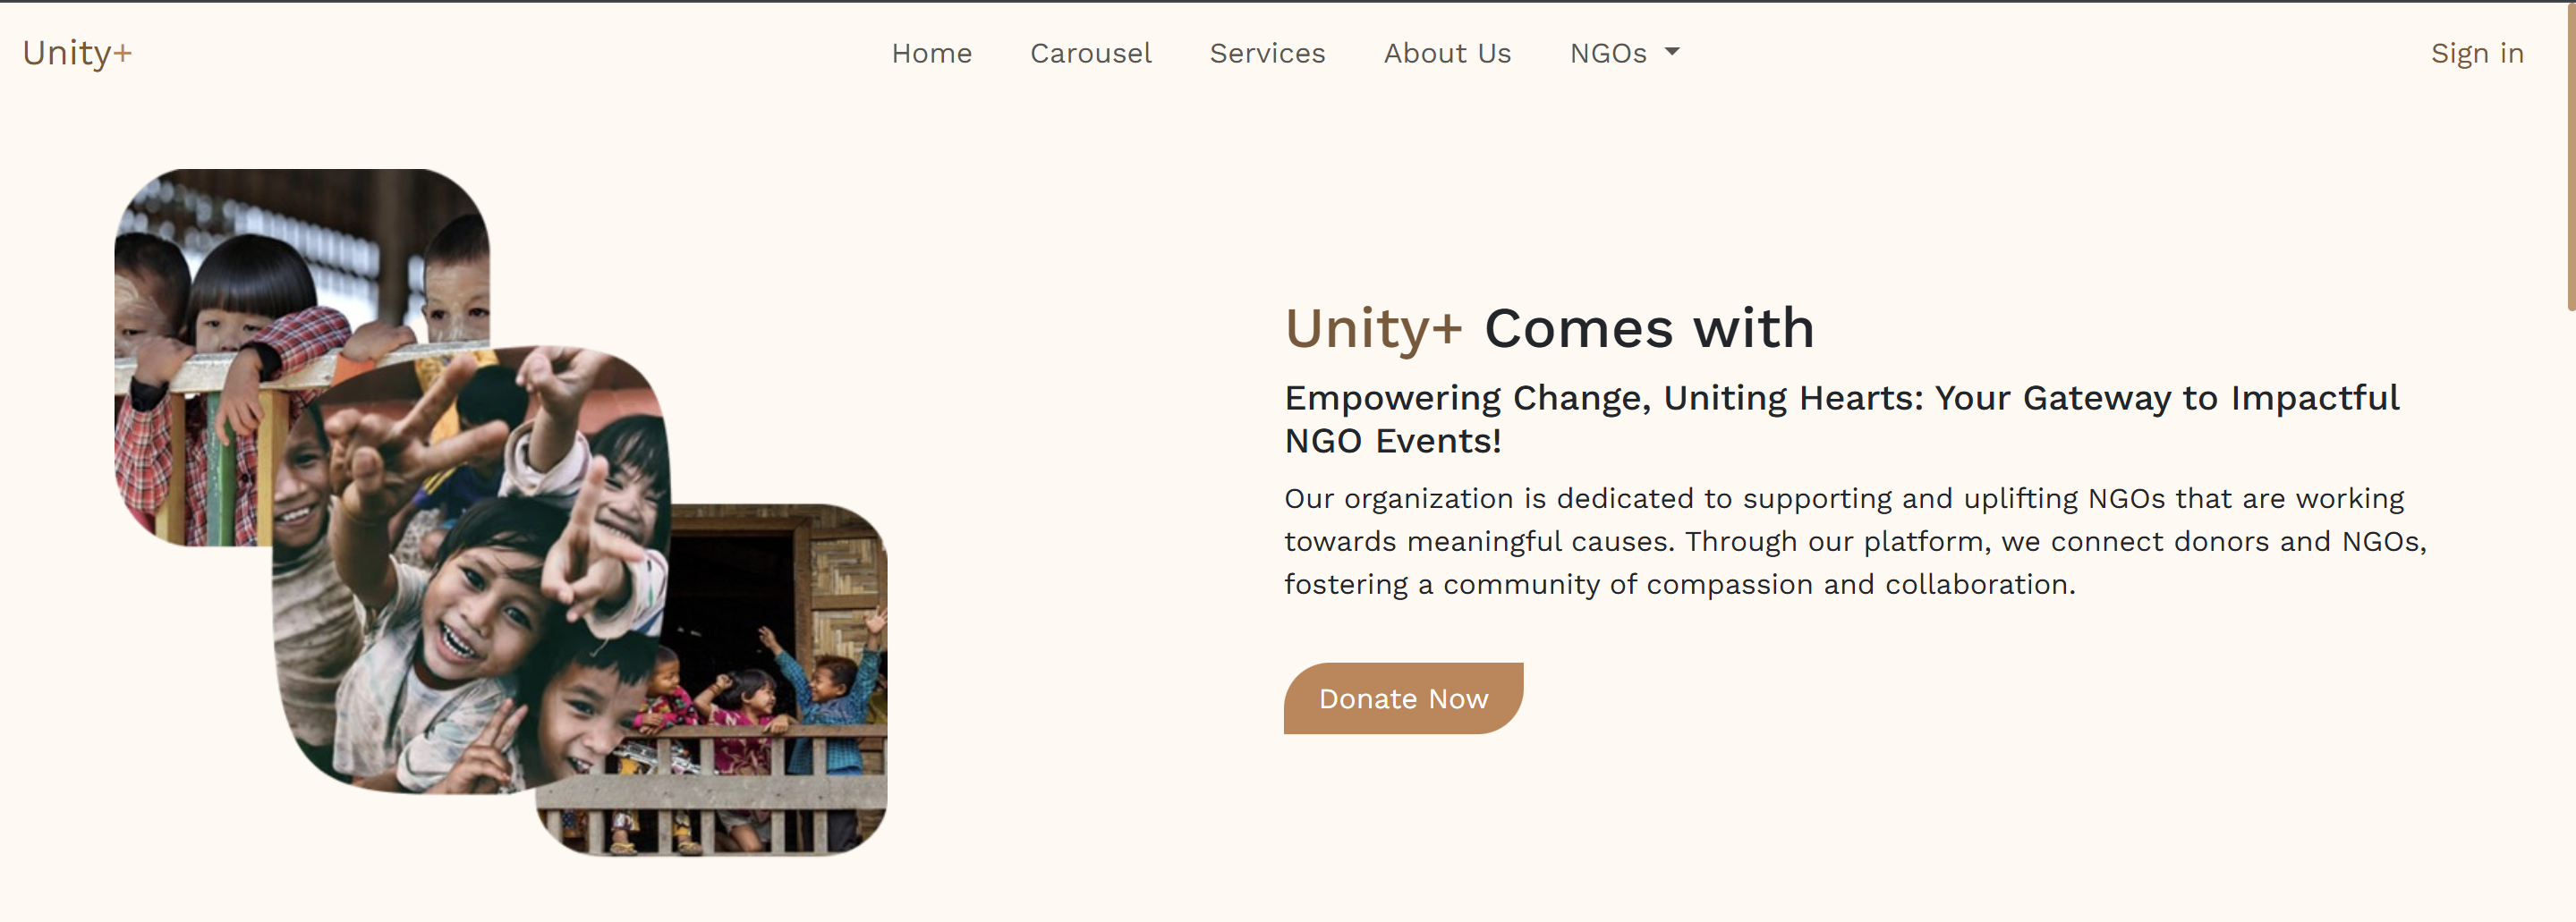 Unity+
Home Carousel Services About Us NGOs
Sign in
Unity+ Comes with
Empowering Change, Uniting Hearts: Your Gateway to Impactful
NGO Events!
Our organization is dedicated to supporting and uplifting NGOs that are working
towards meaningful causes. Through our platform, we connect donors and NGOs,
fostering a community of compassion and collaboration.
Donate Now